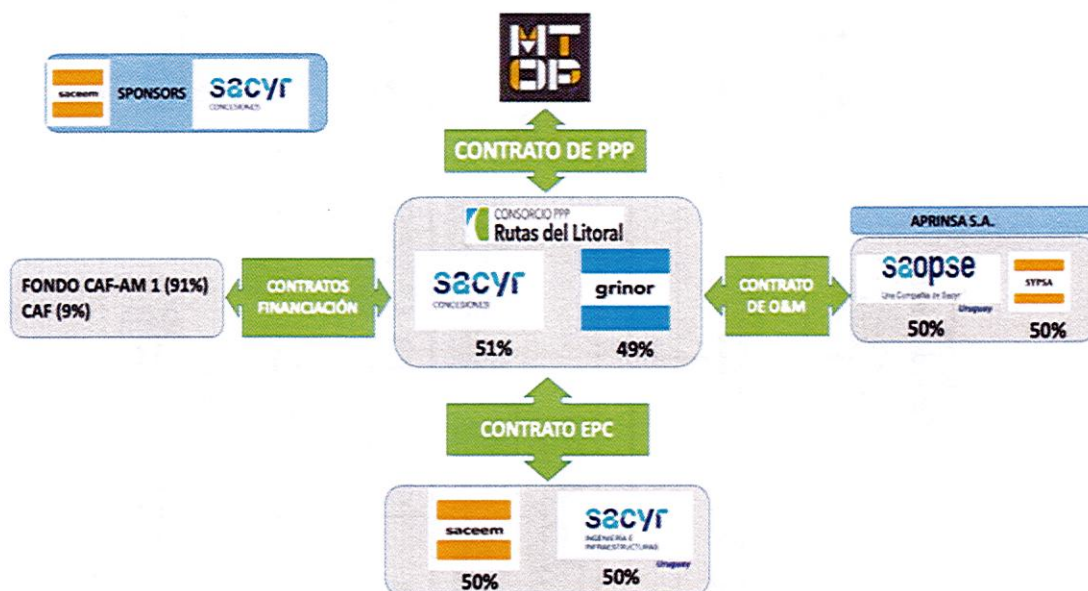 MT
OP
saceem
SPONSORS
sacyr
CONCESIONES
CONTRATO DE PPP
CONSORCIO PPP
Rutas del Litoral
sacyr
CONCESIONES
grinor
51%
49%
FONDO CAF-AM 1 (91%)
CAF (9%)
CONTRATOS
FINANCIACIÓN
CONTRATO
DE O&M
APRINSA S.A.
saopse
Una Compañía de Sacyr
Uruguay
SYPSA
50%
50%
CONTRATO EPC
saceem
sacyr
INGENIERÍA E
INFRAESTRUCTURAS
Uruguay
50%
50%